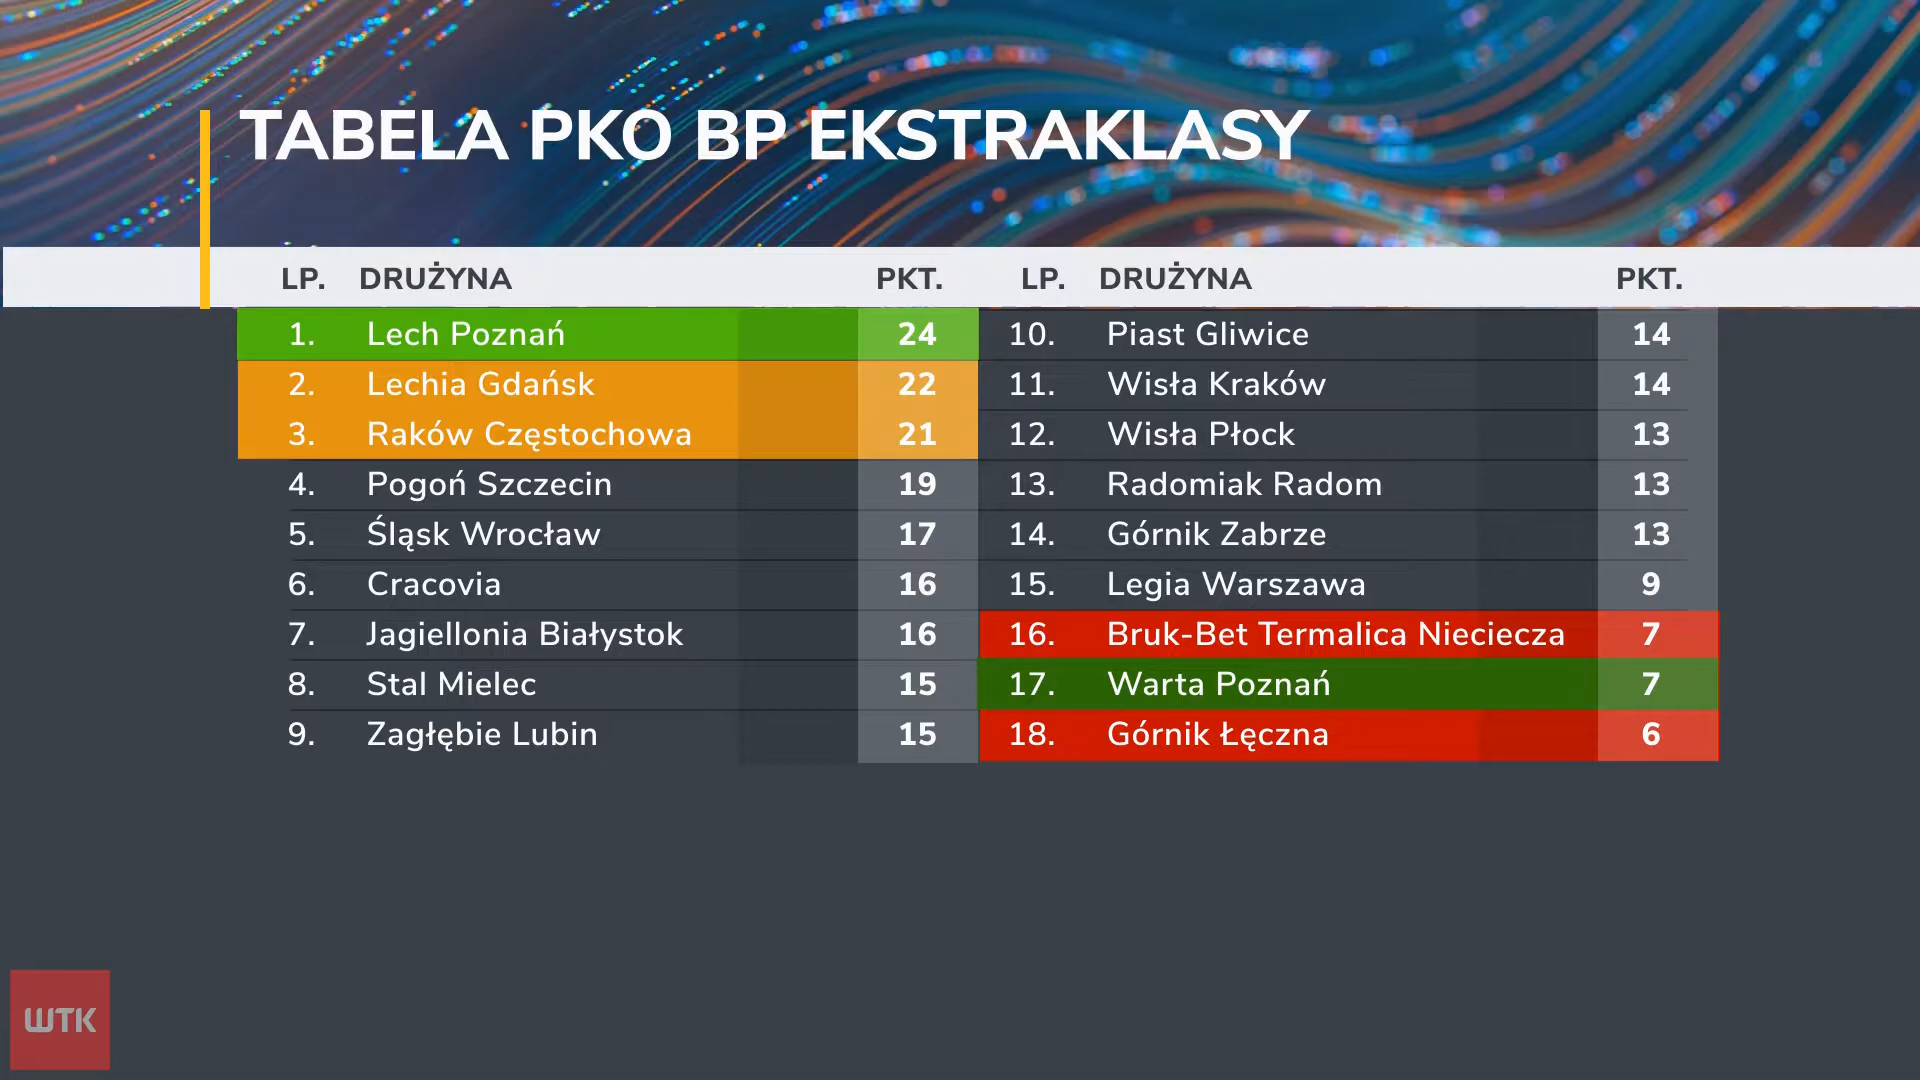 TABELA PKO BP EKSTRAKLASY
LP. DRUŻYNA PKT. LP. DRUŻYNA PKT.
1. Lech Poznań 24
2. Lechia Gdańsk 22
3. Raków Częstochowa 21
4. Pogoń Szczecin 19
5. Śląsk Wrocław 17
6. Cracovia 16
7. Jagiellonia Białystok 16
8. Stal Mielec 15
9. Zagłębie Lubin 15
10. Piast Gliwice 14
11. Wisła Kraków 14
12. Wisła Płock 13
13. Radomiak Radom 13
14. Górnik Zabrze 13
15. Legia Warszawa 9
16. Bruk-Bet Termalica Nieciecza 7
17. Warta Poznań 7
18. Górnik Łęczna 6
WTK